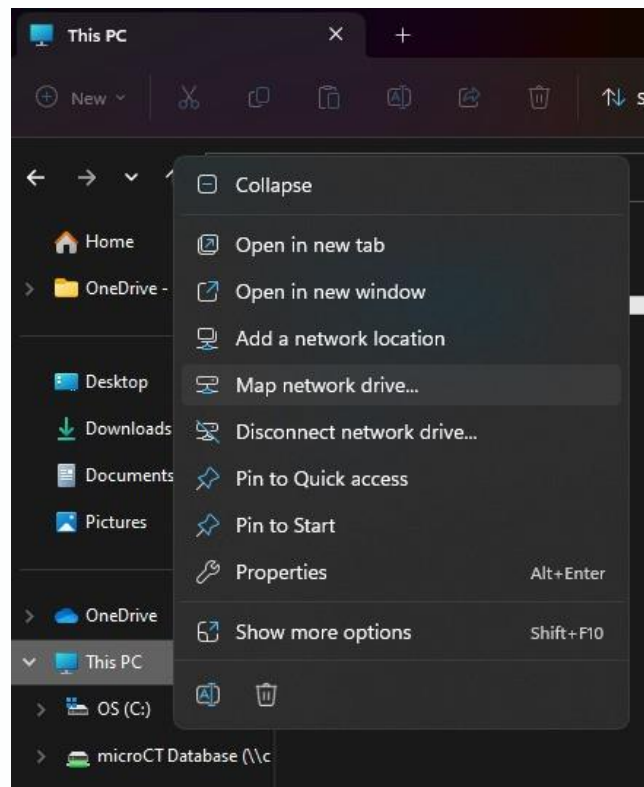 This PC
New
S
Collapse
Home
Open in new tab
OneDrive -
Open in new window
Add a network location
Desktop
Map network drive...
Downloads
Disconnect network drive...
Documents
Pin to Quick access
Pictures
Pin to Start
Properties Alt+Enter
OneDrive
Show more options Shift+F10
This PC
OS (C:)
microCT Database (\\c